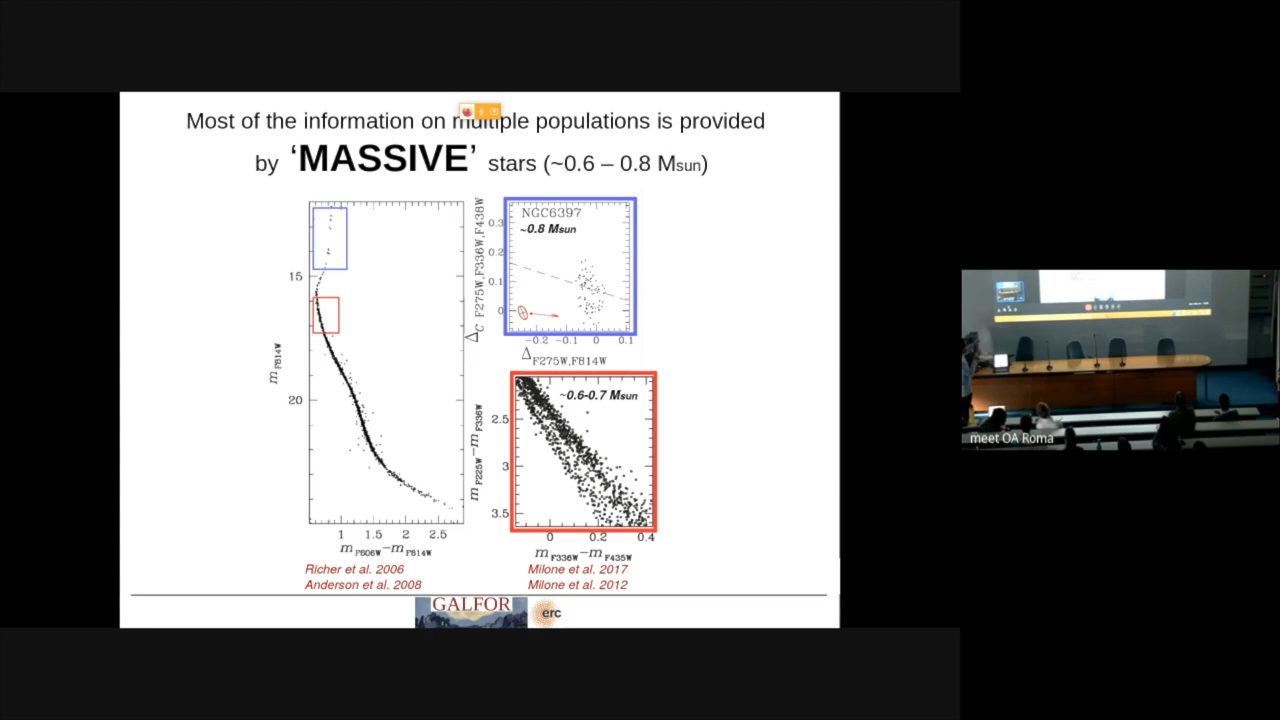 Most of the information on multiple populations is provided
by ‘MASSIVE’ stars (~0.6 – 0.8 Msun)
15
20
m F814W
1 1.5 2 2.5
m F606W−m F814W
Richer et al. 2006
Anderson et al. 2008
NGC6397
~0.8 Msun
0.3
0.2
0.1
0
Δ C F275W,F336W,F438W
−0.2 −0.1 0 0.1
Δ F275W,F814W
~0.6-0.7 Msun
2.5
3
3.5
m F225W−m F336W
0 0.2 0.4
m F336W−m F435W
Milone et al. 2017
Milone et al. 2012
GALFOR
erc
meet OA Roma